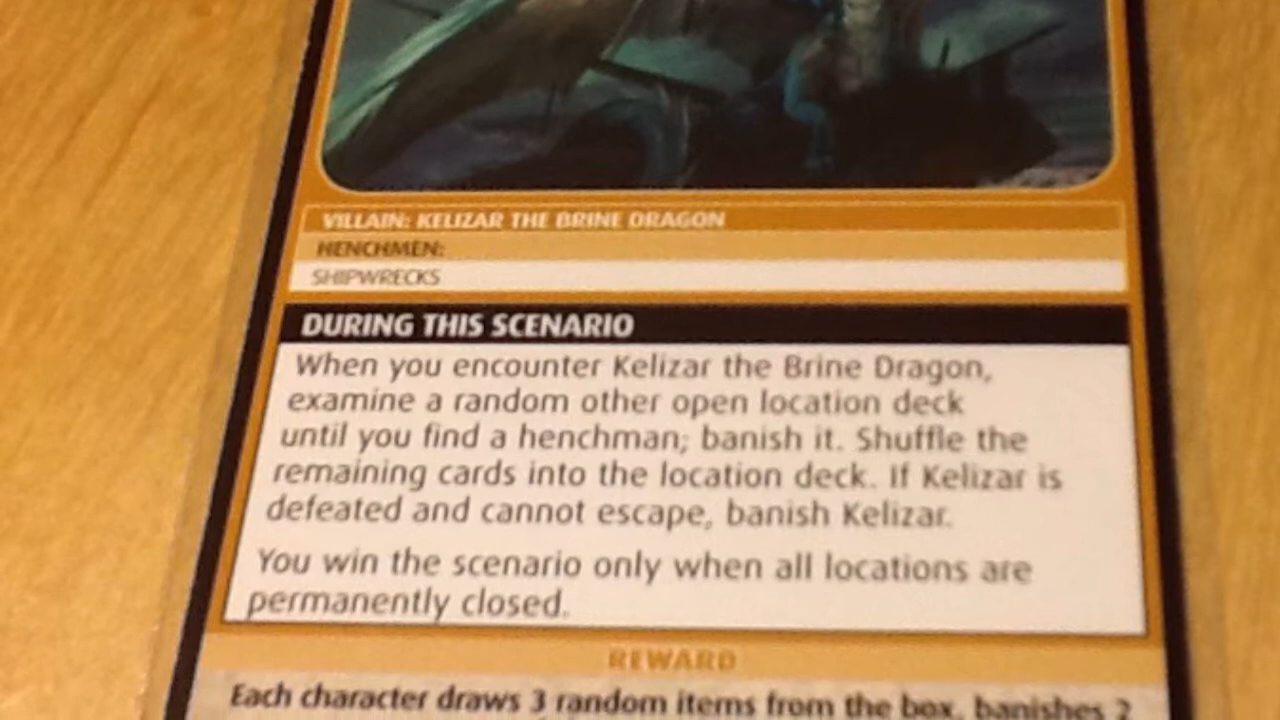 VILLAIN: KELIZAR THE BRINE DRAGON
HENCHMEN:
SHIPWRECKS
DURING THIS SCENARIO
When you encounter Kelizar the Brine Dragon,
examine a random other open location deck
until you find a henchman; banish it. Shuffle the
remaining cards into the location deck. If Kelizar is
defeated and cannot escape, banish Kelizar.
You win the scenario only when all locations are
permanently closed.
REWARD
Each character draws 3 random items from the box, banishes 2